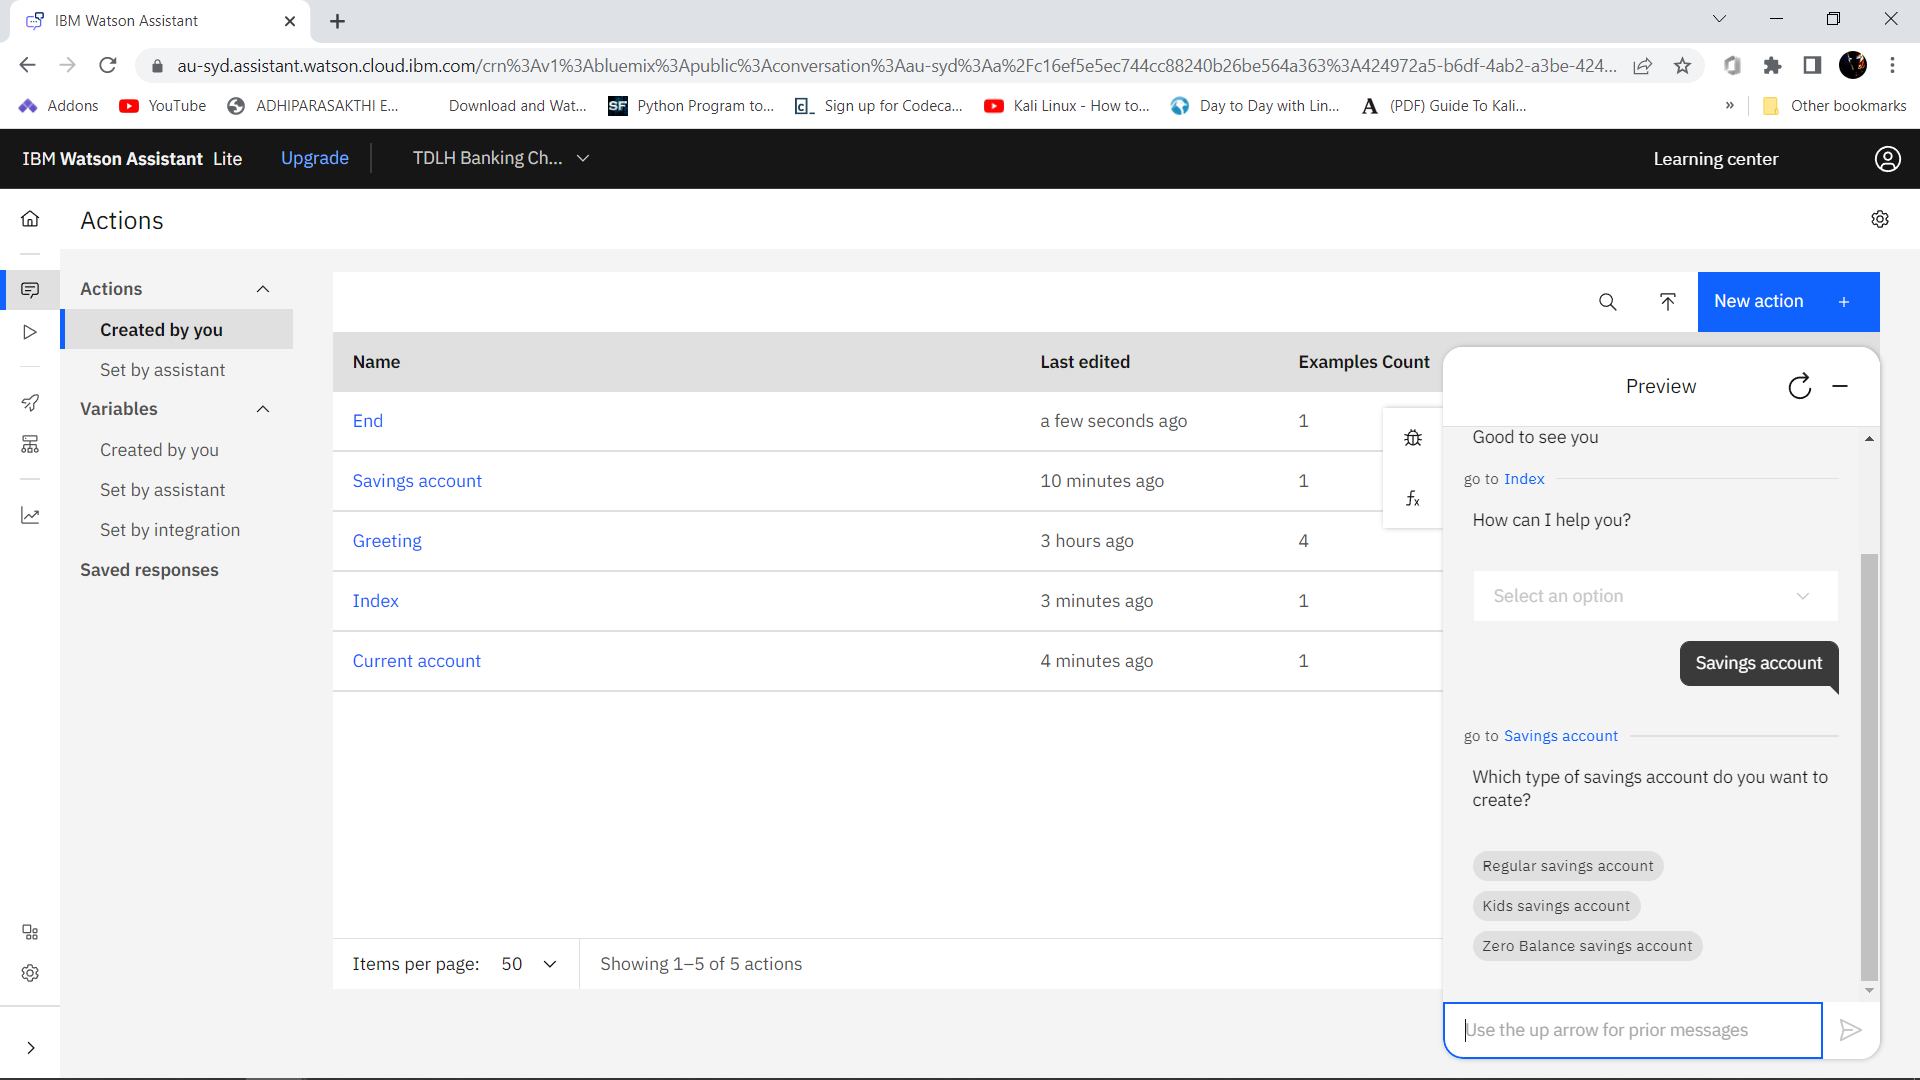 IBM Watson Assistant
au-syd.assistant.watson.cloud.ibm.com/crn%3Av1%3Abluemix%3Apublic%3Aconversation%3Aau-syd%3Aa%2Fc16ef5e5ec744cc88240b26be564a363%3A424972a5-b6df-4ab2-a3be-424...
Addons YouTube ADHIPARASAKTHI E... Download and Wat... SF Python Program to... Sign up for Codeca... Kali Linux - How to... Day to Day with Lin... A (PDF) Guide To Kali... » Other bookmarks
IBM Watson Assistant Lite Upgrade TDLH Banking Ch... Learning center
Actions
Actions
Created by you
Set by assistant
Variables
Created by you
Set by assistant
Set by integration
Saved responses
New action +
Name Last edited Examples Count
End a few seconds ago 1
Savings account 10 minutes ago 1
Greeting 3 hours ago 4
Index 3 minutes ago 1
Current account 4 minutes ago 1
Items per page: 50 Showing 1–5 of 5 actions
fx
Preview
Good to see you
go to Index
How can I help you?
Select an option
Savings account
go to Savings account
Which type of savings account do you want to
create?
Regular savings account
Kids savings account
Zero Balance savings account
Use the up arrow for prior messages